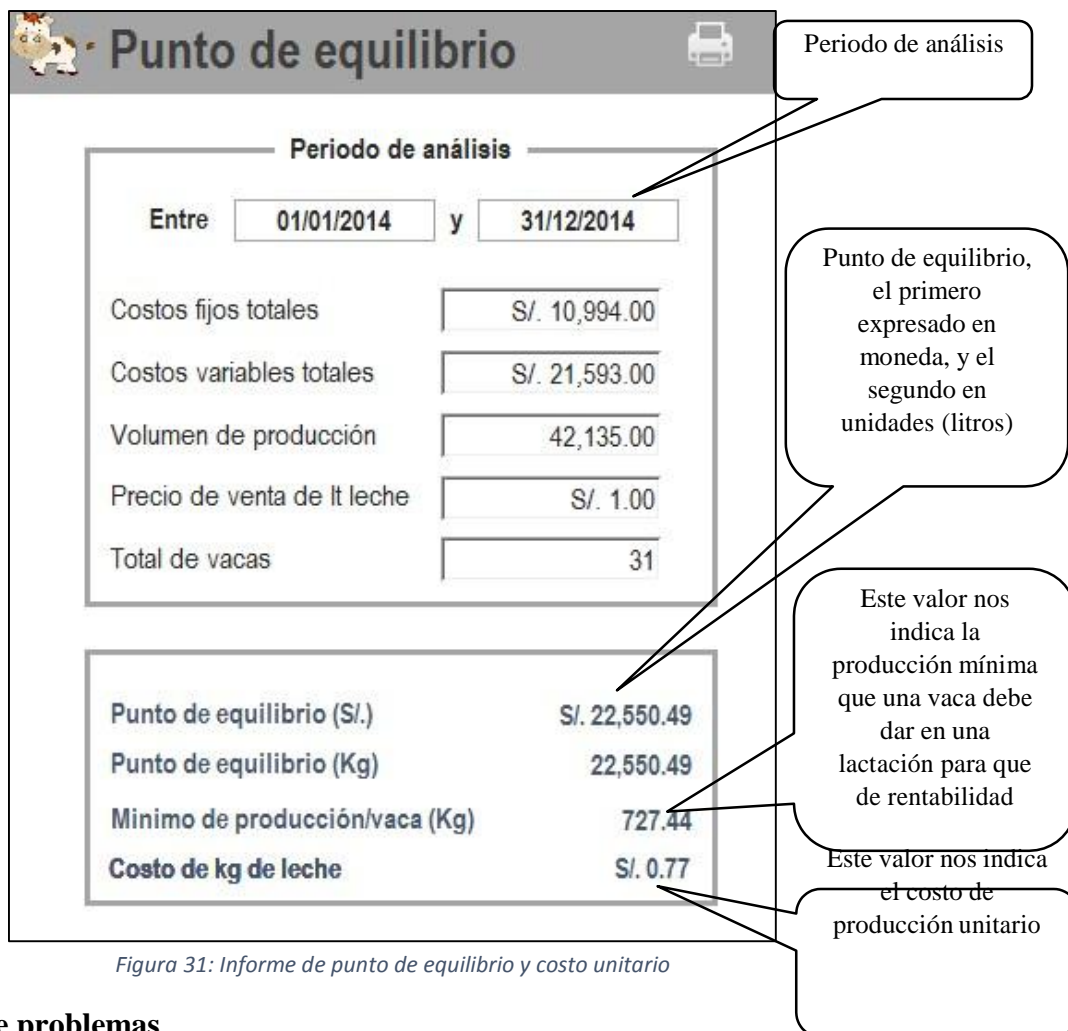 Punto de equilibrio
Periodo de análisis
Periodo de análisis
Entre 01/01/2014 y 31/12/2014
Costos fijos totales S/. 10,994.00
Costos variables totales S/. 21,593.00
Volumen de producción 42,135.00
Precio de venta de lt leche S/. 1.00
Total de vacas 31
Punto de equilibrio,
el primero
expresado en
moneda, y el
segundo en
unidades (litros)
Punto de equilibrio (S/.) S/. 22,550.49
Punto de equilibrio (Kg) 22,550.49
Minimo de producción/vaca (Kg) 727.44
Costo de kg de leche S/. 0.77
Este valor nos
indica la
producción mínima
que una vaca debe
dar en una
lactación para que
de rentabilidad
Este valor nos indica
el costo de
producción unitario
Figura 31: Informe de punto de equilibrio y costo unitario
e problemas